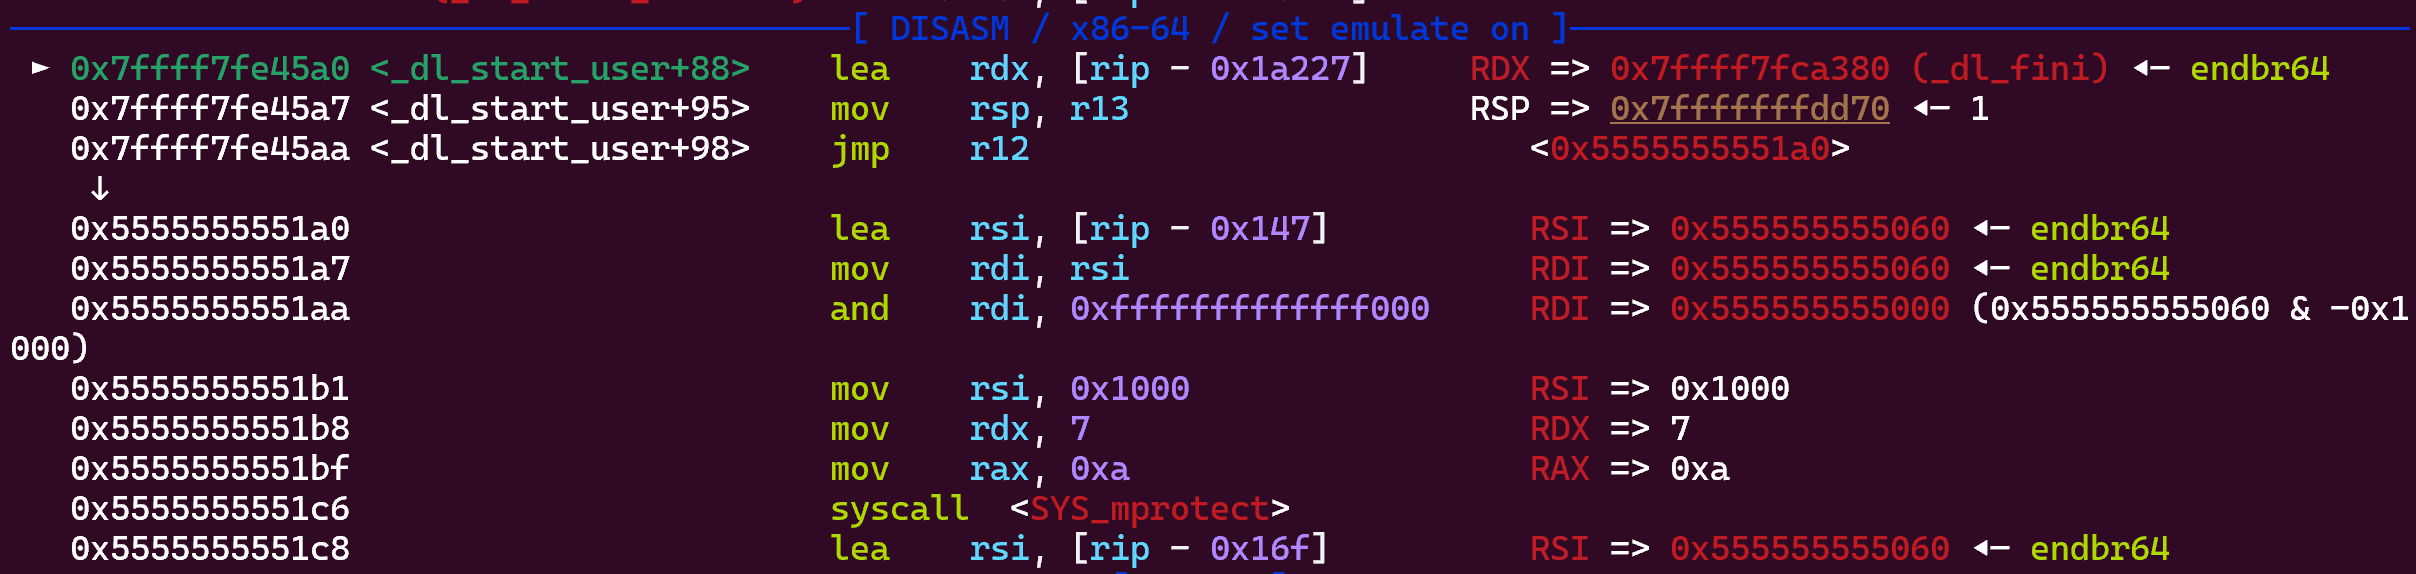 [ DISASM / x86-64 / set emulate on ]
► 0x7ffff7fe45a0 <_dl_start_user+88> lea rdx, [rip - 0x1a227] RDX => 0x7ffff7fca380 (_dl_fini) ◂— endbr64
0x7ffff7fe45a7 <_dl_start_user+95> mov rsp, r13 RSP => 0x7fffffffdd70 ◂— 1
0x7ffff7fe45aa <_dl_start_user+98> jmp r12 <0x5555555551a0>
↓
0x5555555551a0 lea rsi, [rip - 0x147] RSI => 0x555555555060 ◂— endbr64
0x5555555551a7 mov rdi, rsi RDI => 0x555555555060 ◂— endbr64
0x5555555551aa and rdi, 0xfffffffffffff000 RDI => 0x555555555000 (0x555555555060 & -0x1
000)
0x5555555551b1 mov rsi, 0x1000 RSI => 0x1000
0x5555555551b8 mov rdx, 7 RDX => 7
0x5555555551bf mov rax, 0xa RAX => 0xa
0x5555555551c6 syscall <SYS_mprotect>
0x5555555551c8 lea rsi, [rip - 0x16f] RSI => 0x555555555060 ◂— endbr64